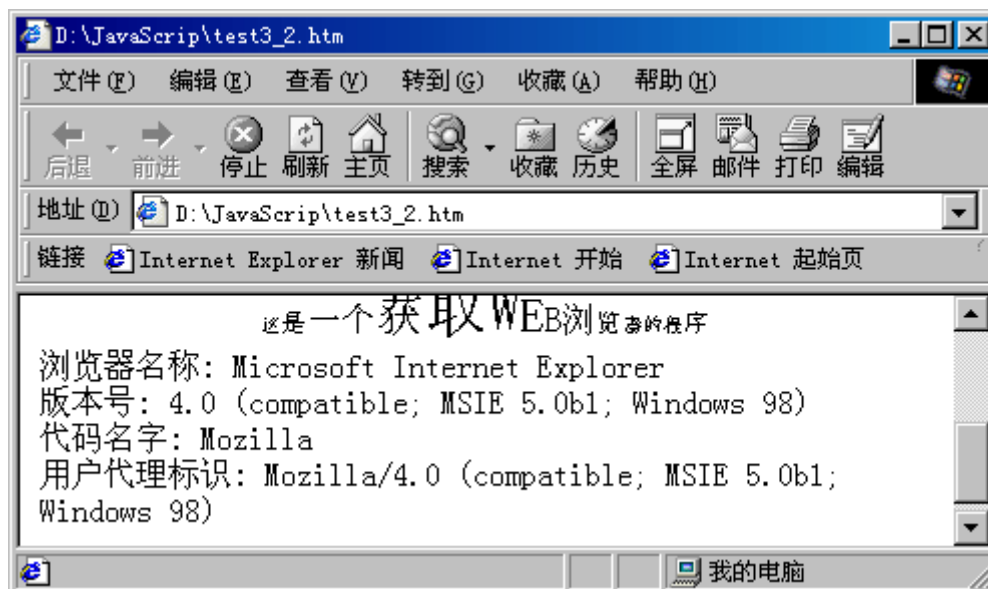 D:\JavaScrip\test3_2.htm
文件(F) 编辑(E) 查看(V) 转到(G) 收藏(A) 帮助(H)
后退 前进 停止 刷新 主页 搜索 收藏 历史 全屏 邮件 打印 编辑
地址(D) D:\JavaScrip\test3_2.htm
链接 Internet Explorer 新闻 Internet 开始 Internet 起始页
这是一个获取WEB浏览器的程序
浏览器名称: Microsoft Internet Explorer
版本号: 4.0 (compatible; MSIE 5.0b1; Windows 98)
代码名字: Mozilla
用户代理标识: Mozilla/4.0 (compatible; MSIE 5.0b1;
Windows 98)
我的电脑